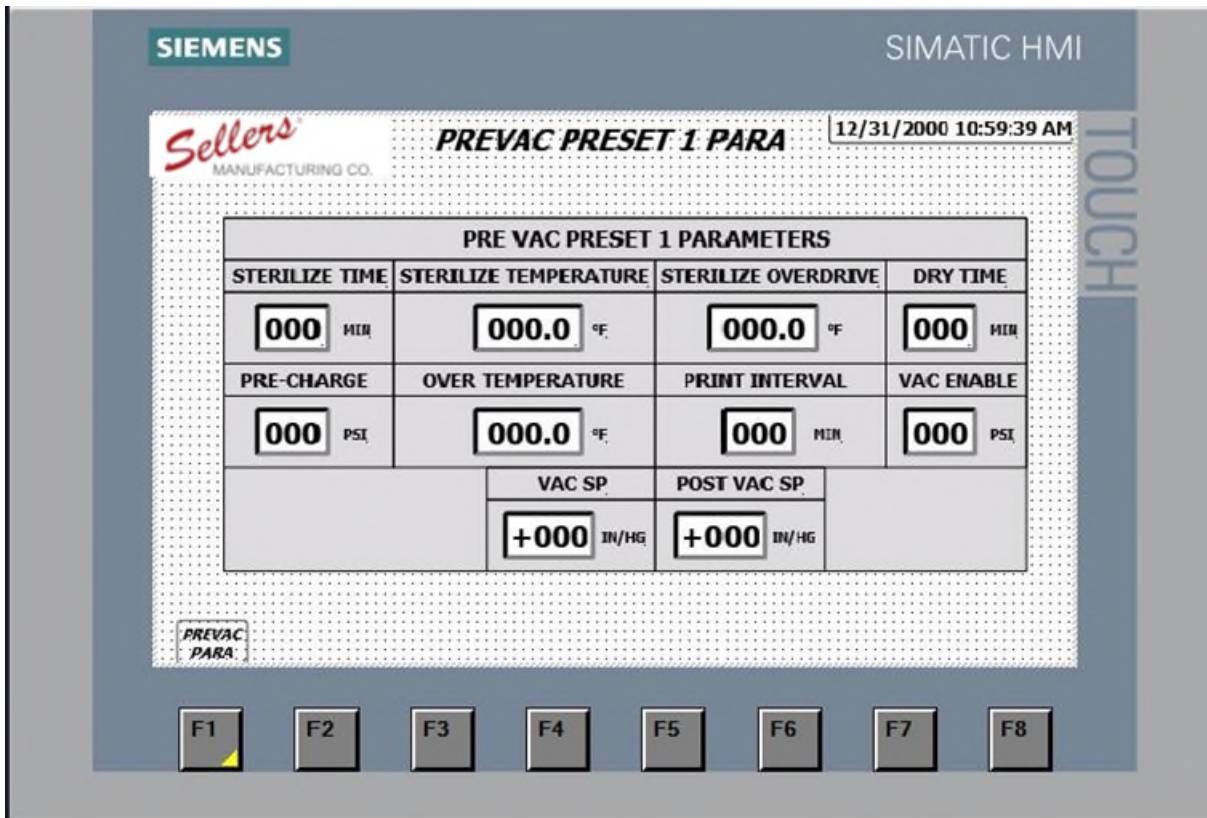 SIEMENS
SIMATIC HMI
TOUCH
Sellers
MANUFACTURING CO.
PREVAC PRESET 1 PARA
12/31/2000 10:59:39 AM
PRE VAC PRESET 1 PARAMETERS
STERILIZE TIME STERILIZE TEMPERATURE STERILIZE OVERDRIVE DRY TIME
000 MIN 000.0 °F 000.0 °F 000 MIN
PRE-CHARGE OVER TEMPERATURE PRINT INTERVAL VAC ENABLE
000 PSI 000.0 °F 000 MIN 000 PSI
VAC SP POST VAC SP
+000 IN/HG +000 IN/HG
PREVAC
PARA
F1 F2 F3 F4 F5 F6 F7 F8